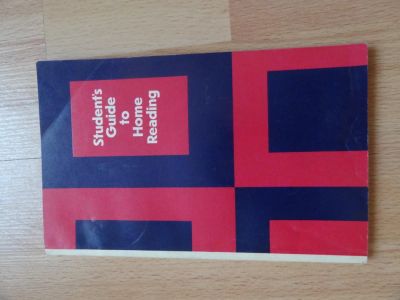 Student's
Guide
to
Home
Reading